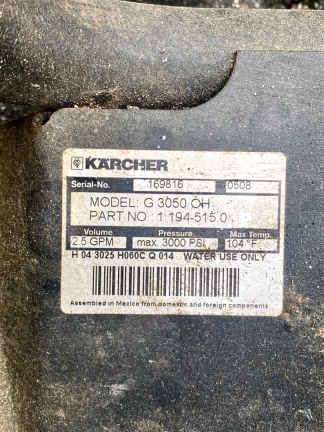 KÄRCHER
Serial-No. 169816 0508
MODEL: G 3050 OH
PART NO: 1 194-515.0
Volume Pressure Max Temp.
2.5 GPM max. 3000 PSI 104 °F
H 04 3025 H060C Q 014 WATER USE ONLY
Assembled in Mexico from domestic and foreign components